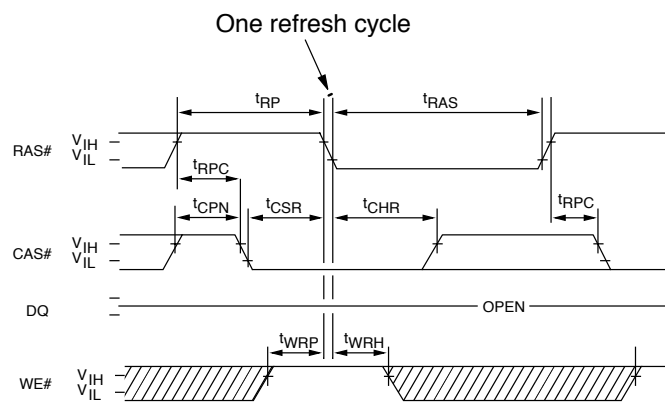 One refresh cycle
tRP
tRAS
RAS#
VIH
VIL
tRPC
tCPN
tCSR
tCHR
tRPC
CAS#
VIH
VIL
DQ
OPEN
tWRP
tWRH
WE#
VIH
VIL